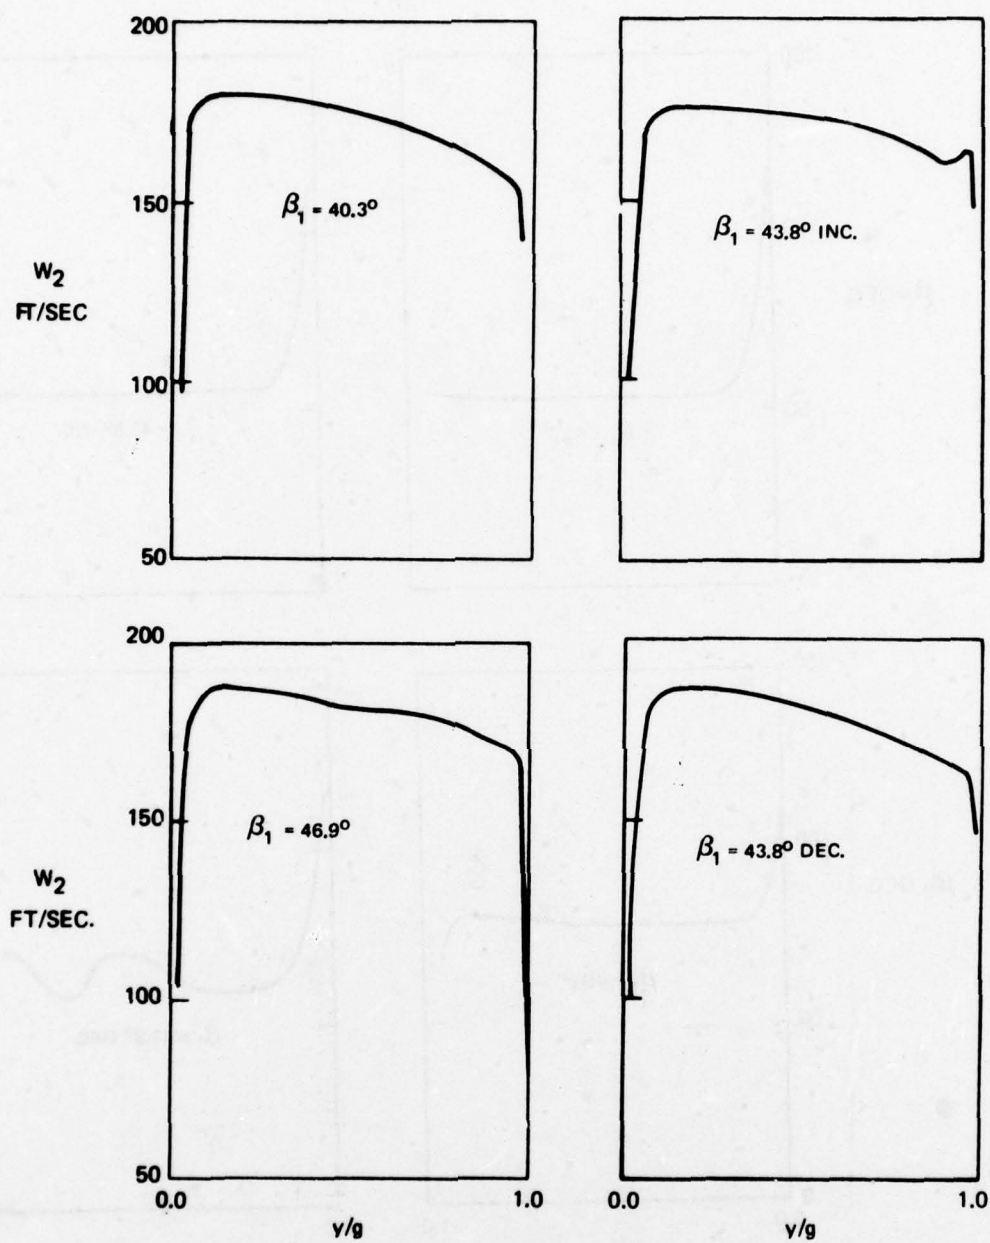 200
150
100
50
W₂
FT/SEC
β₁ = 40.3°
β₁ = 43.8° INC.
200
150
100
50
W₂
FT/SEC.
β₁ = 46.9°
β₁ = 43.8° DEC.
0.0
1.0
y/g
0.0
1.0
y/g